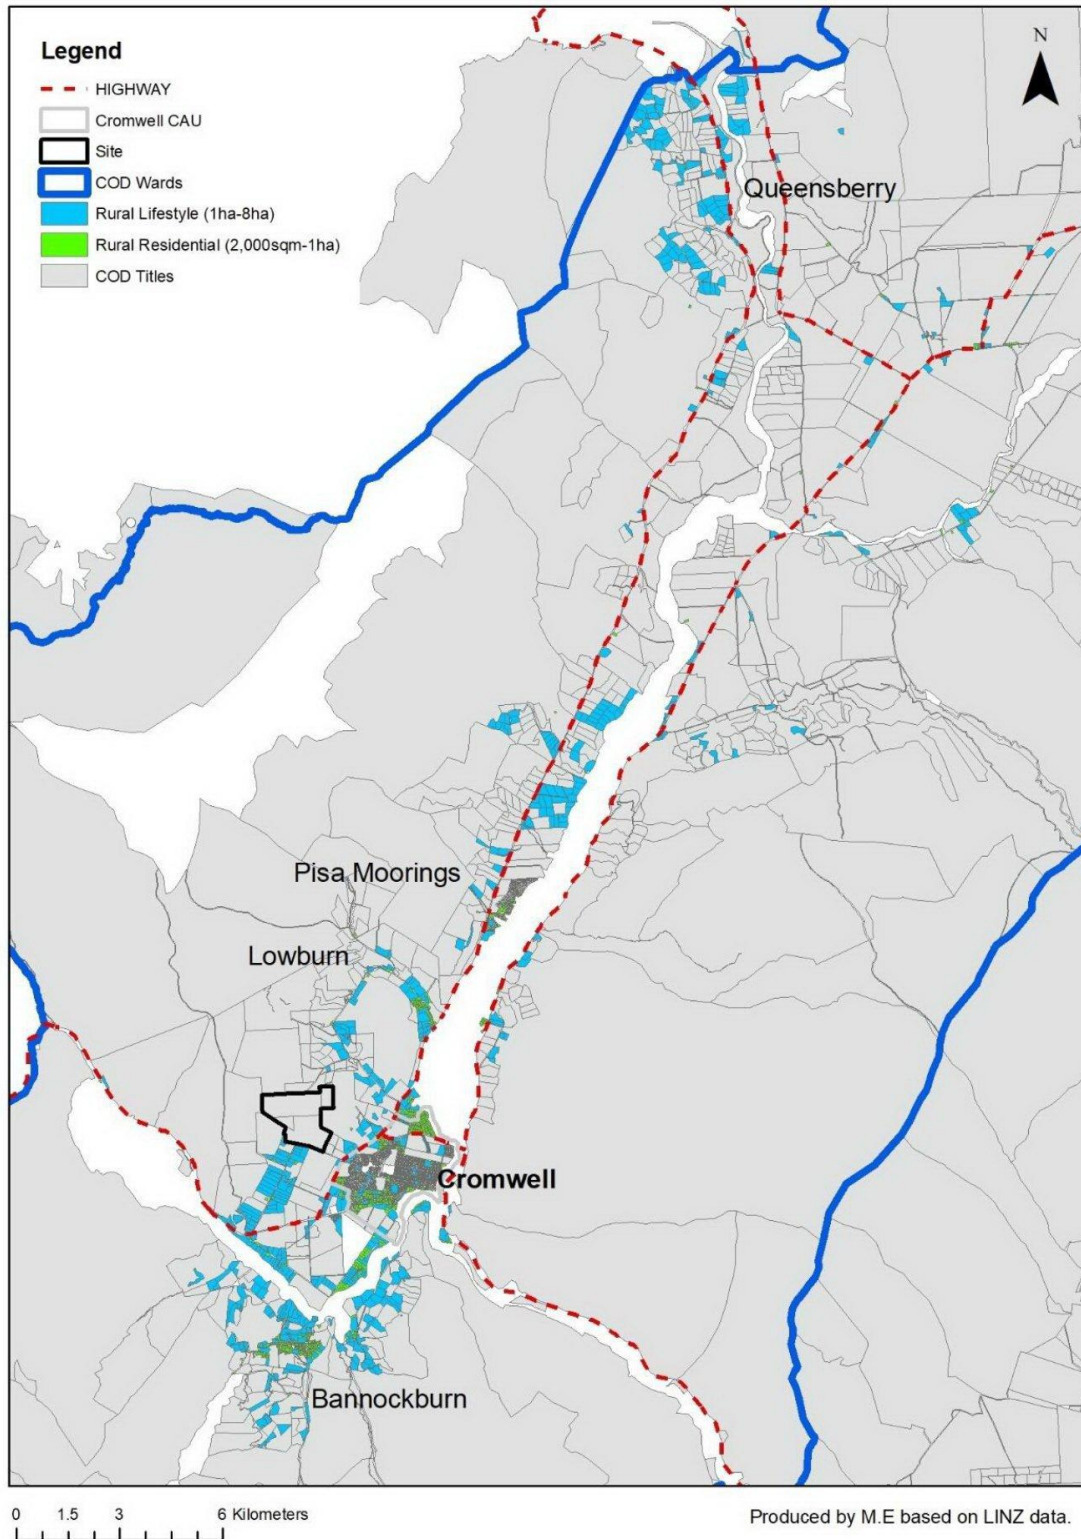 Legend
HIGHWAY
Cromwell CAU
Site
COD Wards
Rural Lifestyle (1ha-8ha)
Rural Residential (2,000sqm-1ha)
COD Titles
N
Queensberry
Pisa Moorings
Lowburn
Cromwell
Bannockburn
0 1.5 3 6 Kilometers
Produced by M.E based on LINZ data.